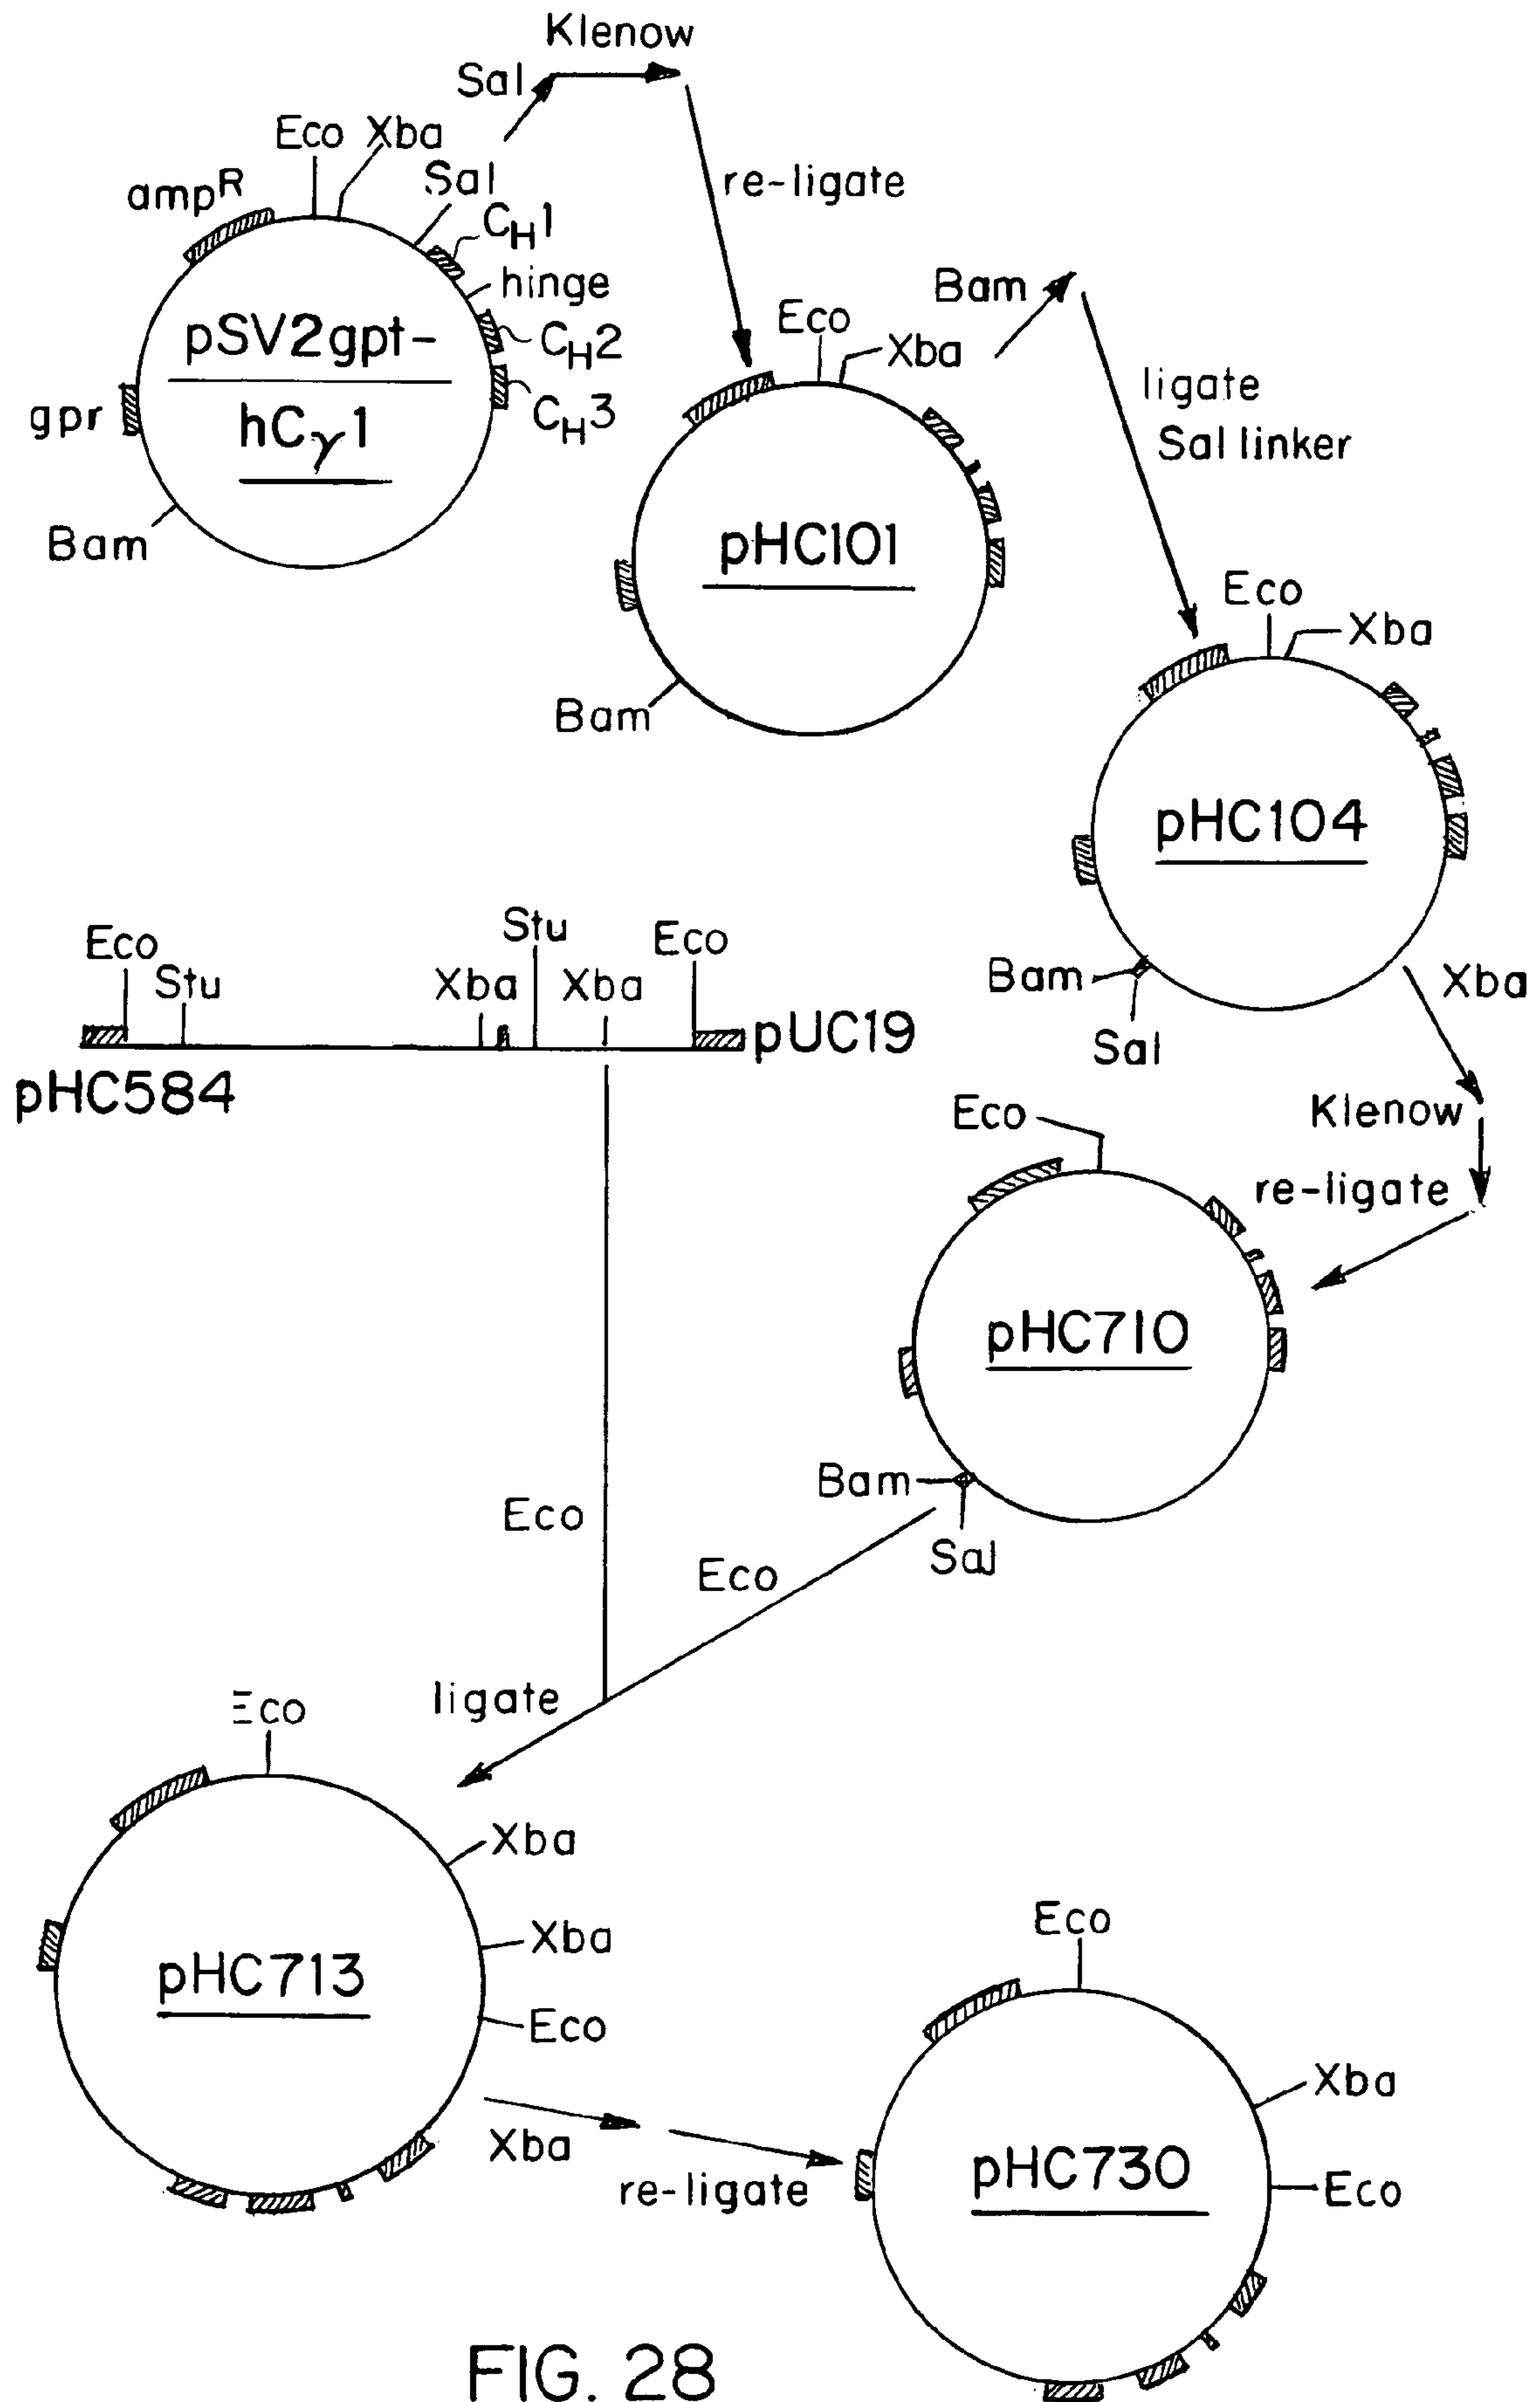 Klenow
Sal
Eco Xba
ampR
Sal
re-ligate
CH1
hinge
CH2
CH3
pSV2gpt-
hCγ1
gpr
Bam
Bam
Eco
Xba
ligate
Sal linker
pHC101
Bam
Eco
Xba
pHC104
Bam
Sal
Xba
Eco
Stu
Xba
Stu
Xba
Eco
pUC19
pHC584
Klenow
re-ligate
Eco
pHC710
Bam
Sal
Eco
Eco
ligate
Eco
Xba
Xba
pHC713
Eco
Xba
re-ligate
Eco
Xba
pHC730
Eco
FIG. 28